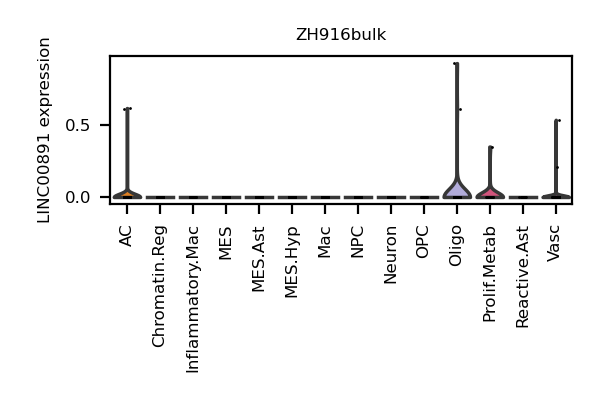 ZH916bulk
LINC00891 expression
0.5
0.0
AC
Chromatin.Reg
Inflammatory.Mac
MES
MES.Ast
MES.Hyp
Mac
NPC
Neuron
OPC
Oligo
Prolif.Metab
Reactive.Ast
Vasc